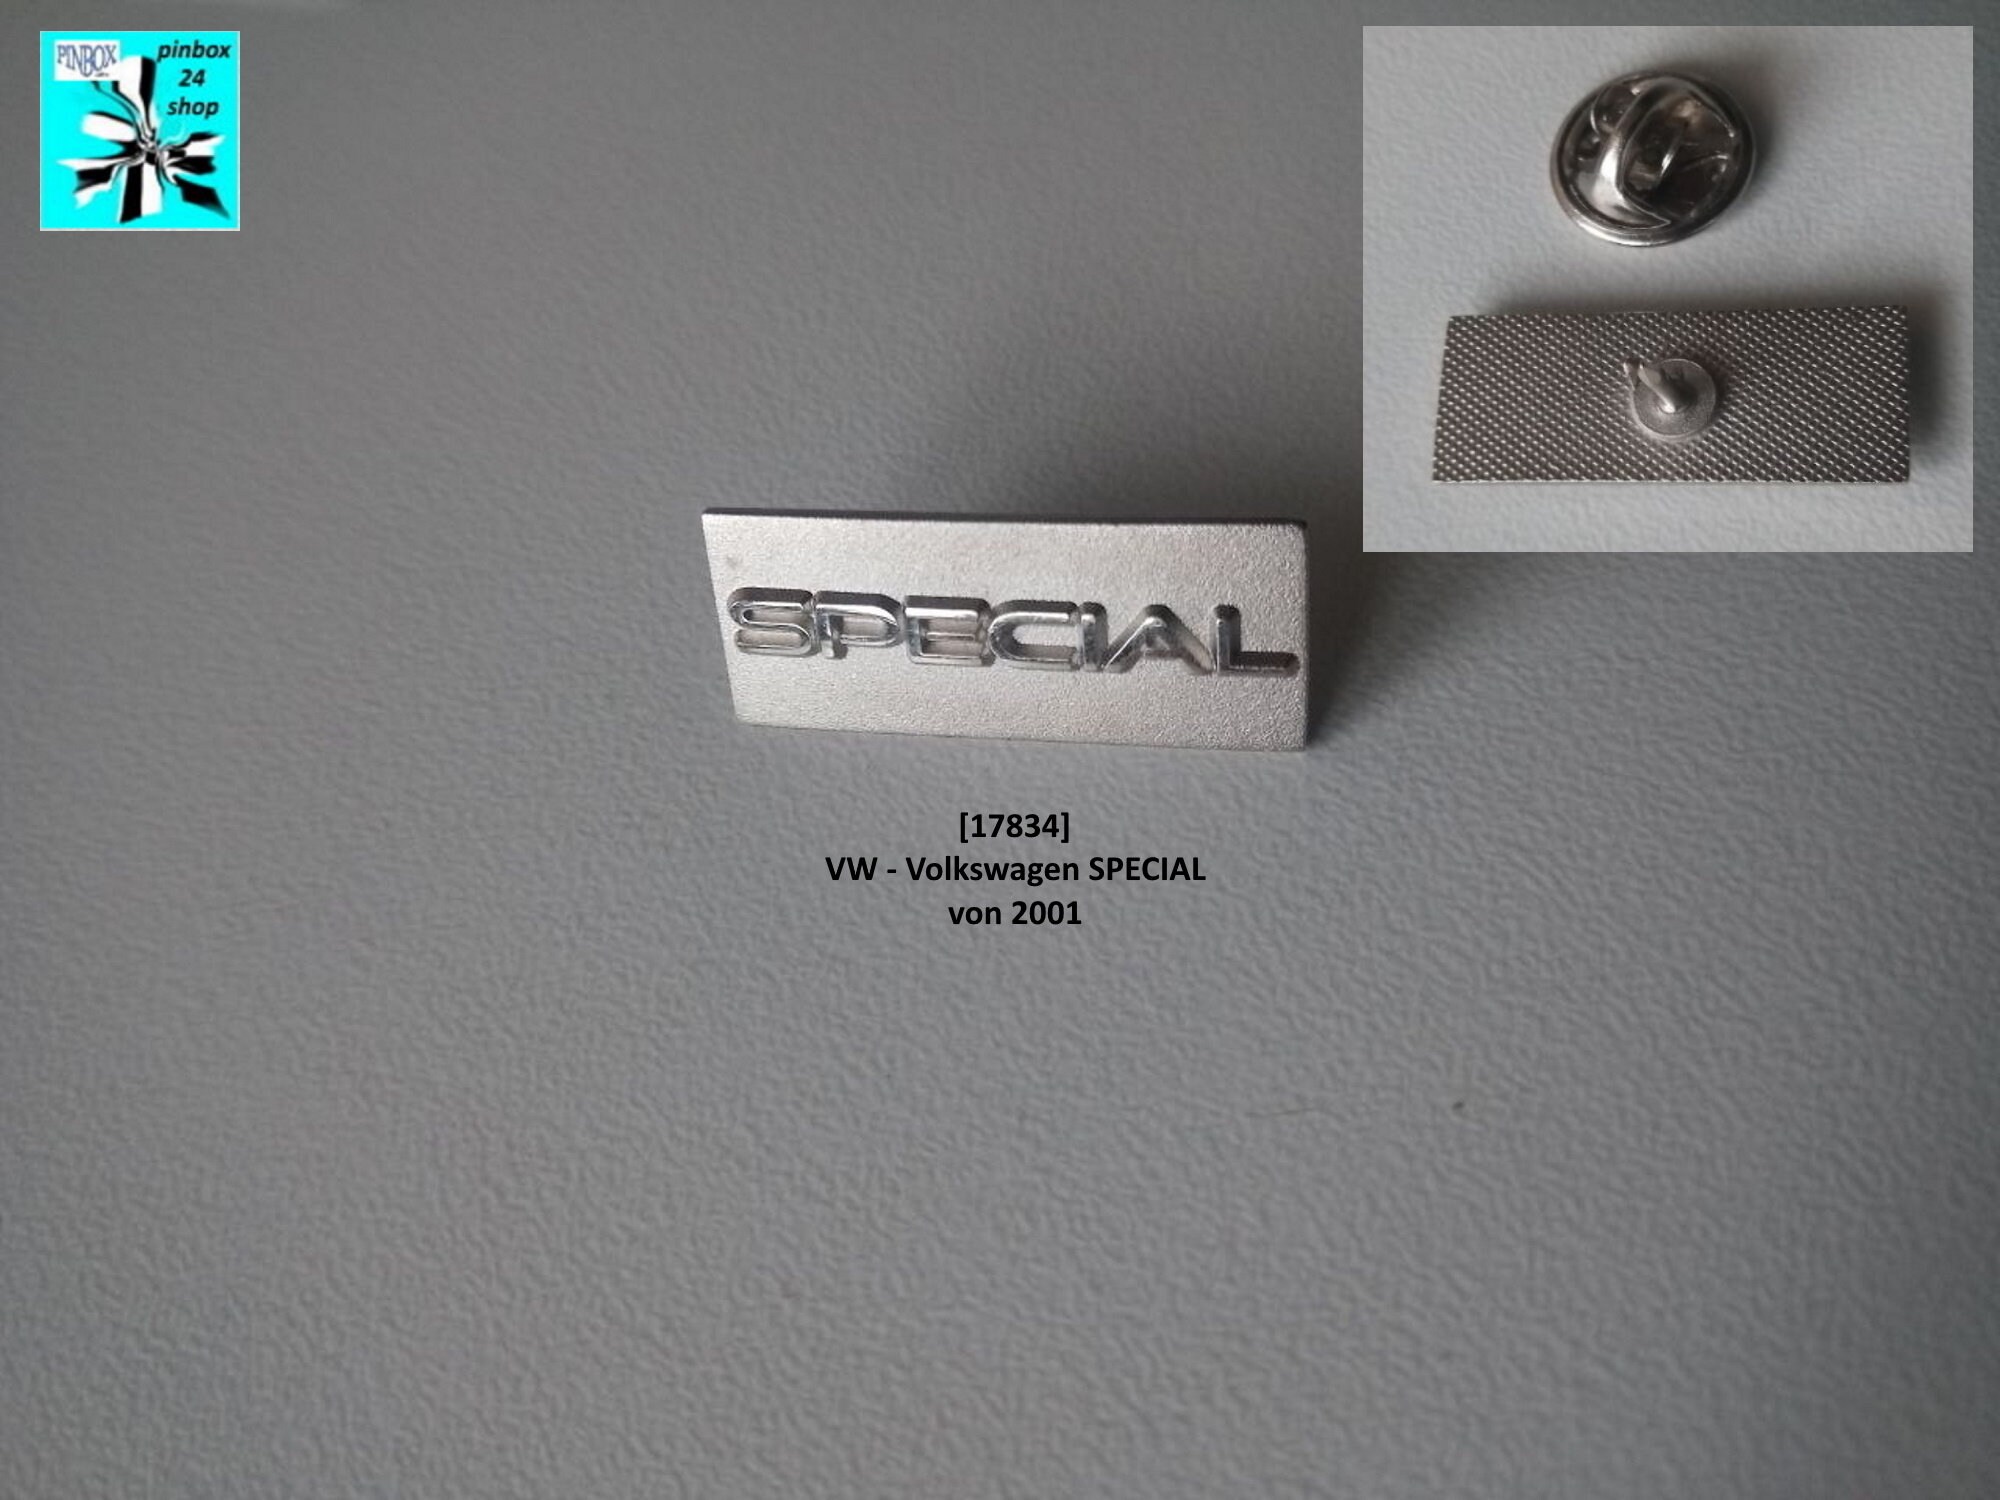 PINBOX
pinbox
24
shop
SPECIAL
[17834]
VW - Volkswagen SPECIAL
von 2001